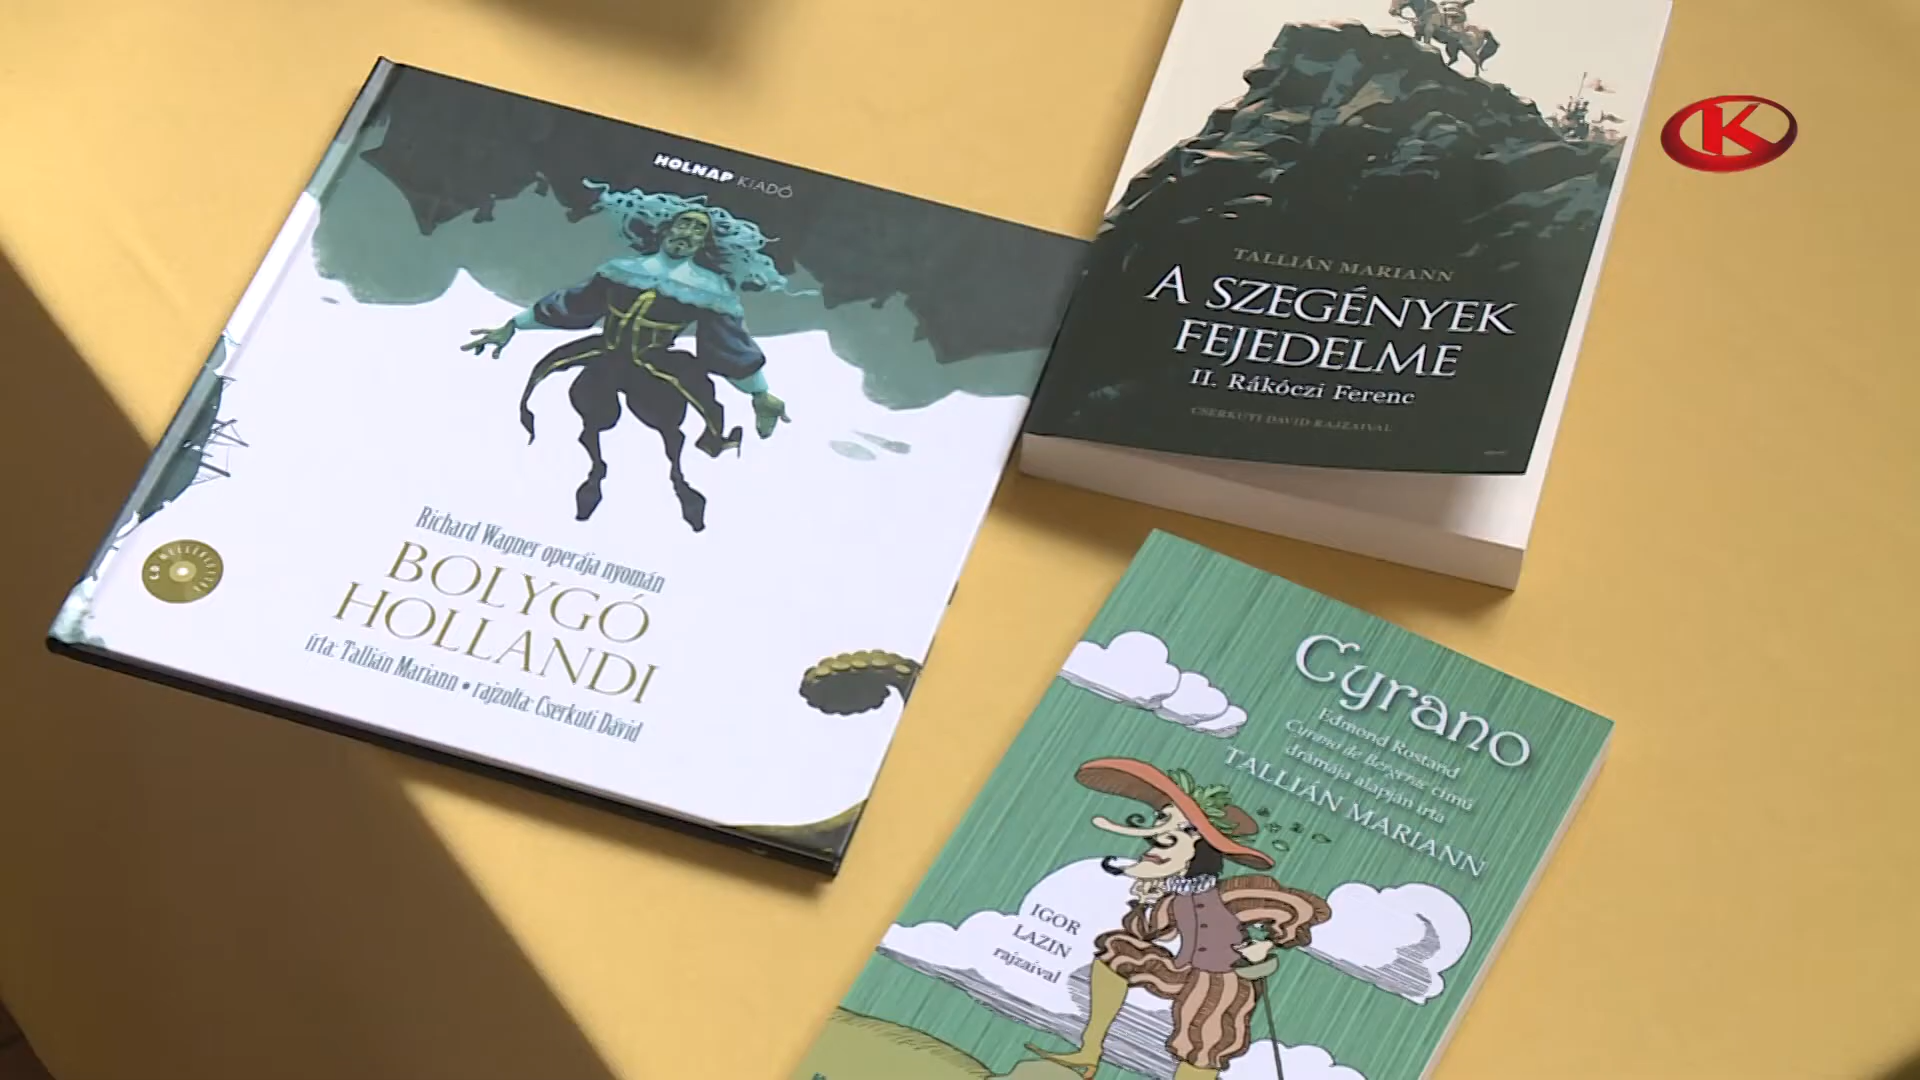 HOLNAP KIADÓ
Richard Wagner operája nyomán
BOLYGÓ
HOLLANDI
írta: Tallián Mariann • rajzolta: Cserkuti Dávid
CD MELLÉKLETTEL
TALLIÁN MARIANN
A SZEGÉNYEK
FEJEDELME
II. Rákóczi Ferenc
CSERKUTI DÁVID RAJZAIVAL
K
Cyrano
Edmond Rostand
Cyrano de Bergerac című
drámája alapján írta
TALLIÁN MARIANN
IGOR
LAZIN
rajzaival